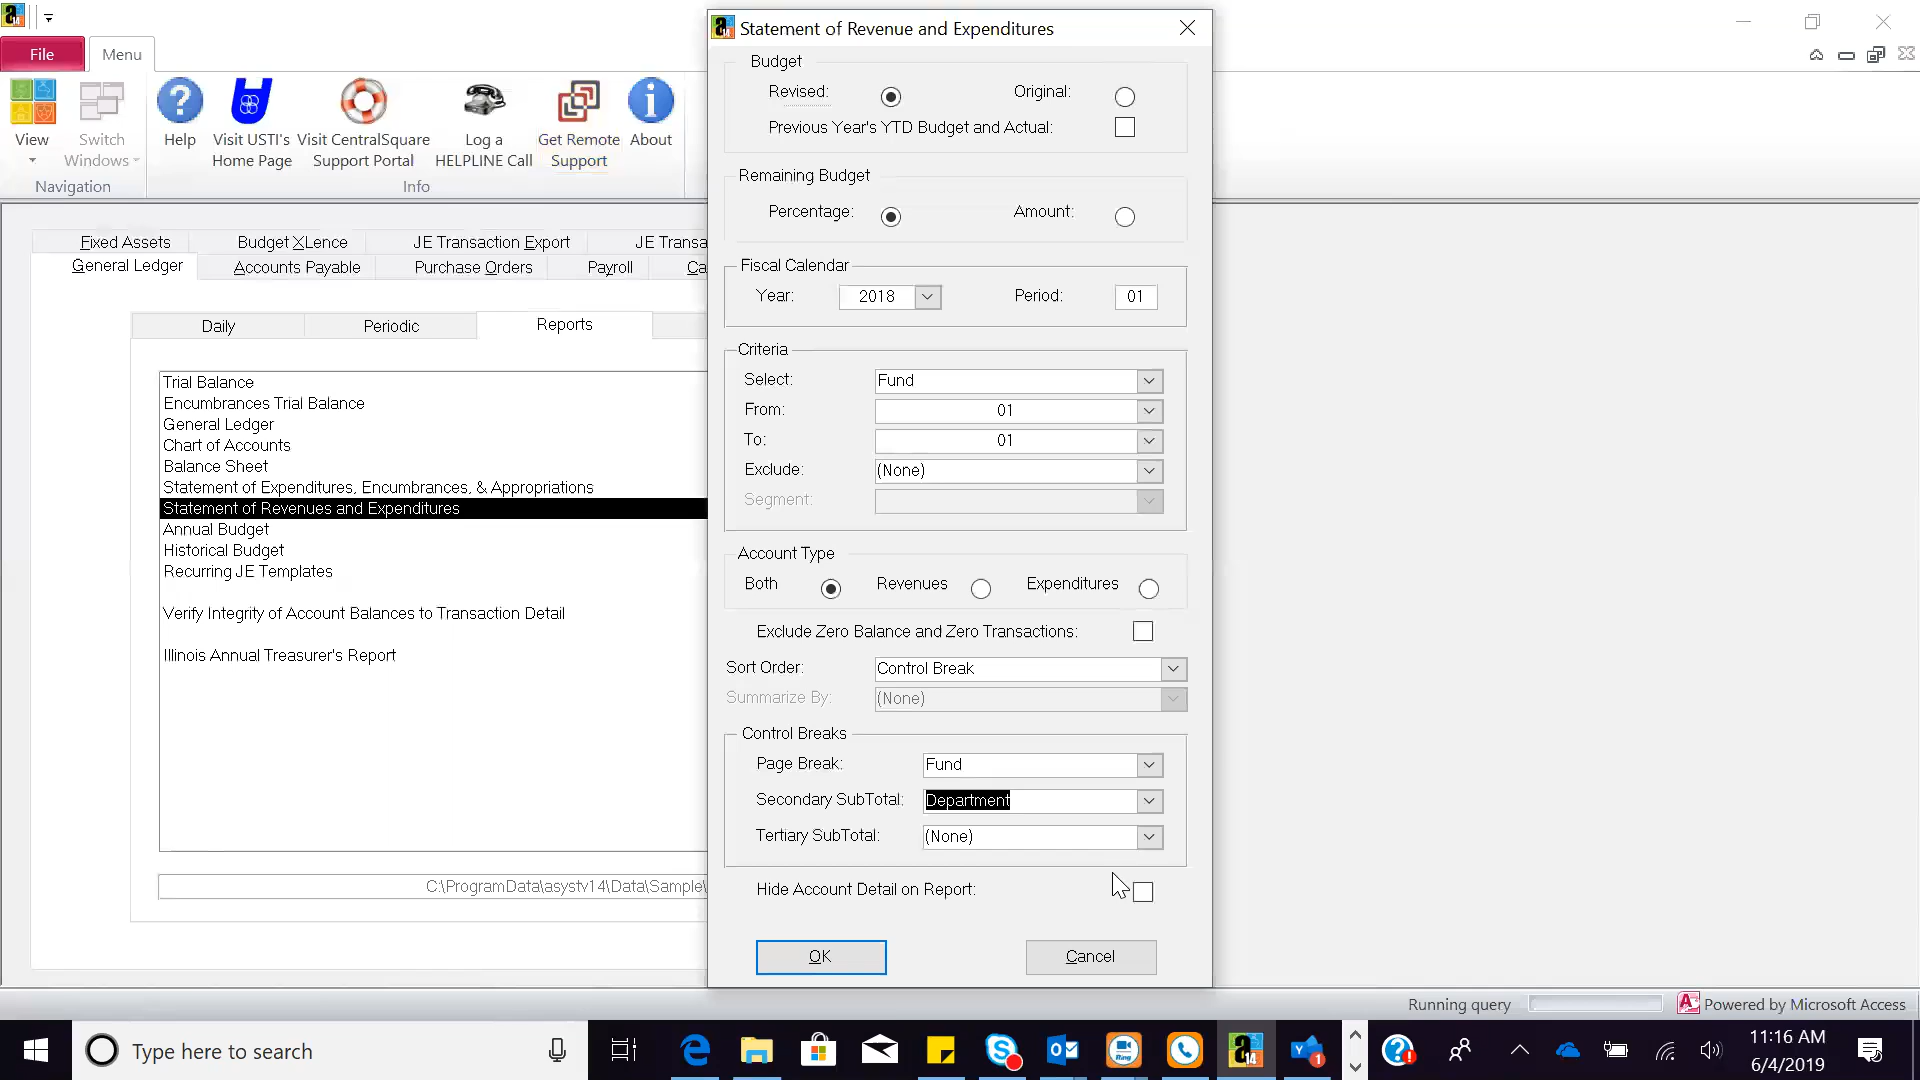 File
Menu
View
Switch
Windows
Navigation
Help
Visit USTI's
Home Page
Visit CentralSquare
Support Portal
Log a
HELPLINE Call
Get Remote
Support
About
Info
Fixed Assets
Budget XLence
JE Transaction Export
JE Transa
General Ledger
Accounts Payable
Purchase Orders
Payroll
Ca
Daily
Periodic
Reports
Trial Balance
Encumbrances Trial Balance
General Ledger
Chart of Accounts
Balance Sheet
Statement of Expenditures, Encumbrances, & Appropriations
Statement of Revenues and Expenditures
Annual Budget
Historical Budget
Recurring JE Templates
Verify Integrity of Account Balances to Transaction Detail
Illinois Annual Treasurer's Report
C:\ProgramData\asystv14\Data\Sample\
Statement of Revenue and Expenditures
Budget
Revised:
Original:
Previous Year's YTD Budget and Actual:
Remaining Budget
Percentage:
Amount:
Fiscal Calendar
Year: 2018
Period: 01
Criteria
Select: Fund
From: 01
To: 01
Exclude: (None)
Segment:
Account Type
Both
Revenues
Expenditures
Exclude Zero Balance and Zero Transactions:
Sort Order: Control Break
Summarize By: (None)
Control Breaks
Page Break: Fund
Secondary SubTotal: Department
Tertiary SubTotal: (None)
Hide Account Detail on Report:
OK
Cancel
Running query
Powered by Microsoft Access
Type here to search
11:16 AM
6/4/2019